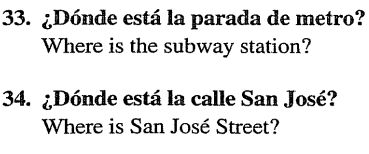 33. ¿Dónde está la parada de metro?
Where is the subway station?
34. ¿Dónde está la calle San José?
Where is San José Street?